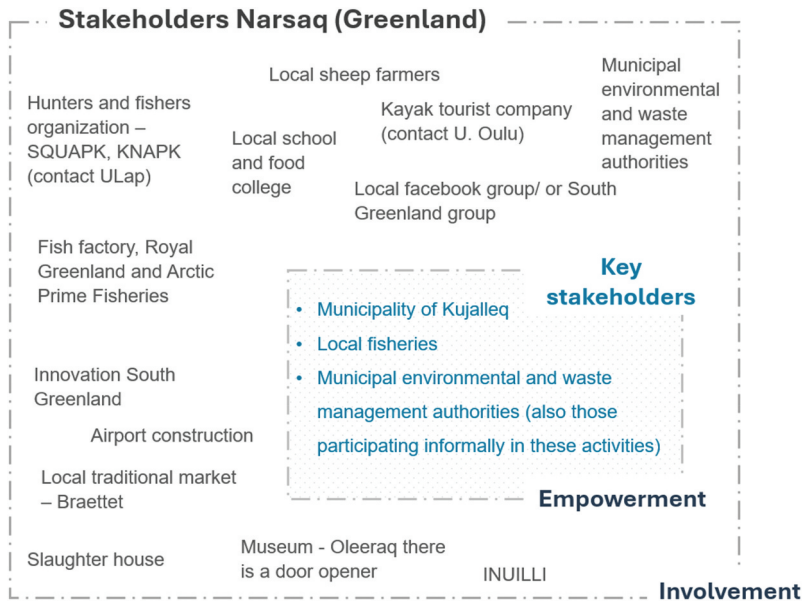 Stakeholders Narsaq (Greenland)
Local sheep farmers
Municipal
environmental
and waste
management
authorities
Hunters and fishers
organization –
SQUAPK, KNAPK
(contact ULap)
Kayak tourist company
(contact U. Oulu)
Local school
and food
college
Local facebook group/ or South
Greenland group
Fish factory, Royal
Greenland and Arctic
Prime Fisheries
Key
stakeholders
• Municipality of Kujalleq
• Local fisheries
• Municipal environmental and waste
management authorities (also those
participating informally in these activities)
Empowerment
Innovation South
Greenland
Airport construction
Local traditional market
– Braettet
Slaughter house
Museum - Oleeraq there
is a door opener
INUILLI
Involvement